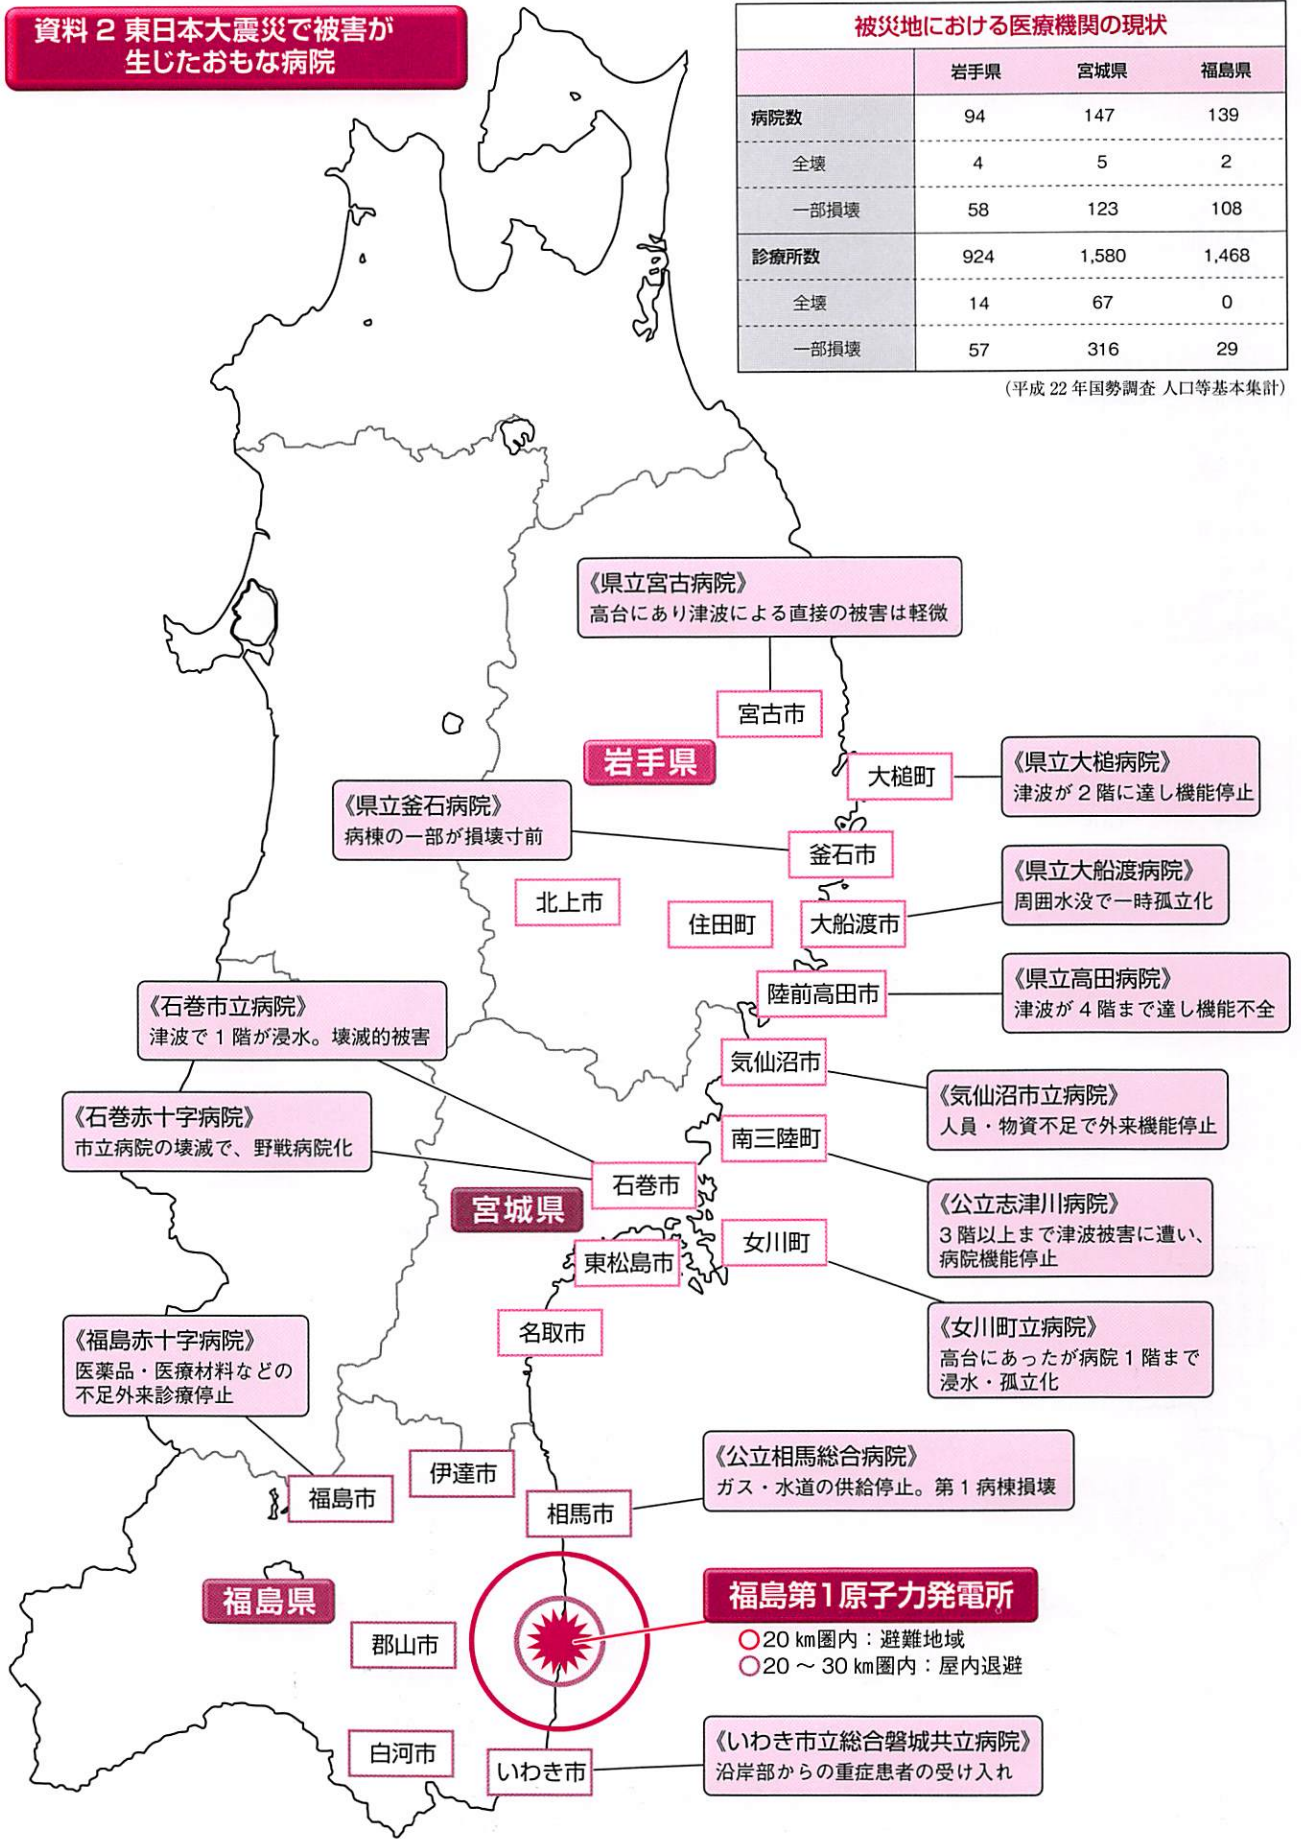 資料2 東日本大震災で被害が
生じたおもな病院
被災地における医療機関の現状
岩手県 宮城県 福島県
病院数 94 147 139
全壊 4 5 2
一部損壊 58 123 108
診療所数 924 1,580 1,468
全壊 14 67 0
一部損壊 57 316 29
(平成22年国勢調査 人口等基本集計)
《県立宮古病院》
高台にあり津波による直接の被害は軽微
宮古市
岩手県
大槌町
《県立大槌病院》
津波が2階に達し機能停止
《県立釜石病院》
病棟の一部が損壊寸前
釜石市
《県立大船渡病院》
周囲水没で一時孤立化
北上市
住田町
大船渡市
《県立高田病院》
津波が4階まで達し機能不全
陸前高田市
《石巻市立病院》
津波で1階が浸水。壊滅的被害
気仙沼市
《気仙沼市立病院》
人員・物資不足で外来機能停止
《石巻赤十字病院》
市立病院の壊滅で、野戦病院化
南三陸町
石巻市
《公立志津川病院》
3階以上まで津波被害に遭い、
病院機能停止
宮城県
女川町
東松島市
《女川町立病院》
高台にあったが病院1階まで
浸水・孤立化
名取市
《福島赤十字病院》
医薬品・医療材料などの
不足外来診療停止
伊達市
《公立相馬総合病院》
ガス・水道の供給停止。第1病棟損壊
福島市
相馬市
福島県
福島第1原子力発電所
○20㎞圏内：避難地域
○20～30㎞圏内：屋内退避
郡山市
白河市
いわき市
《いわき市立総合磐城共立病院》
沿岸部からの重症患者の受け入れ